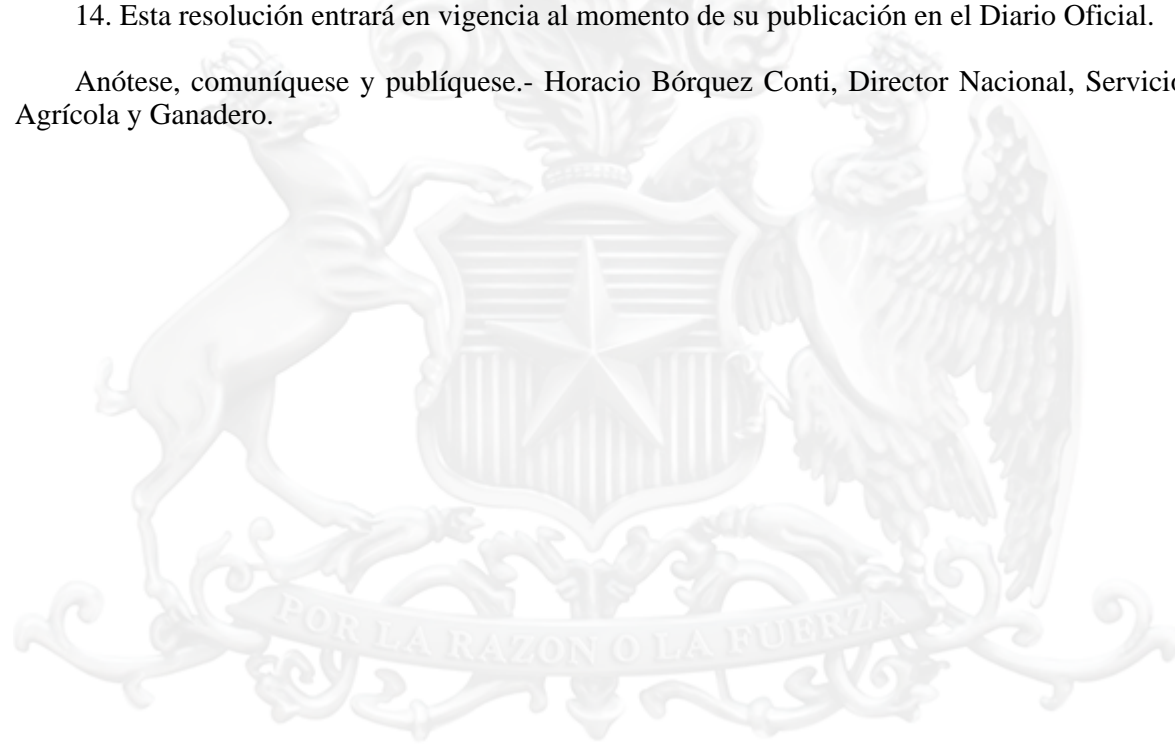 14. Esta resolución entrará en vigencia al momento de su publicación en el Diario Oficial.
Anótese, comuníquese y publíquese.- Horacio Bórquez Conti, Director Nacional, Servicio
Agrícola y Ganadero.
POR LA RAZON O LA FUERZA